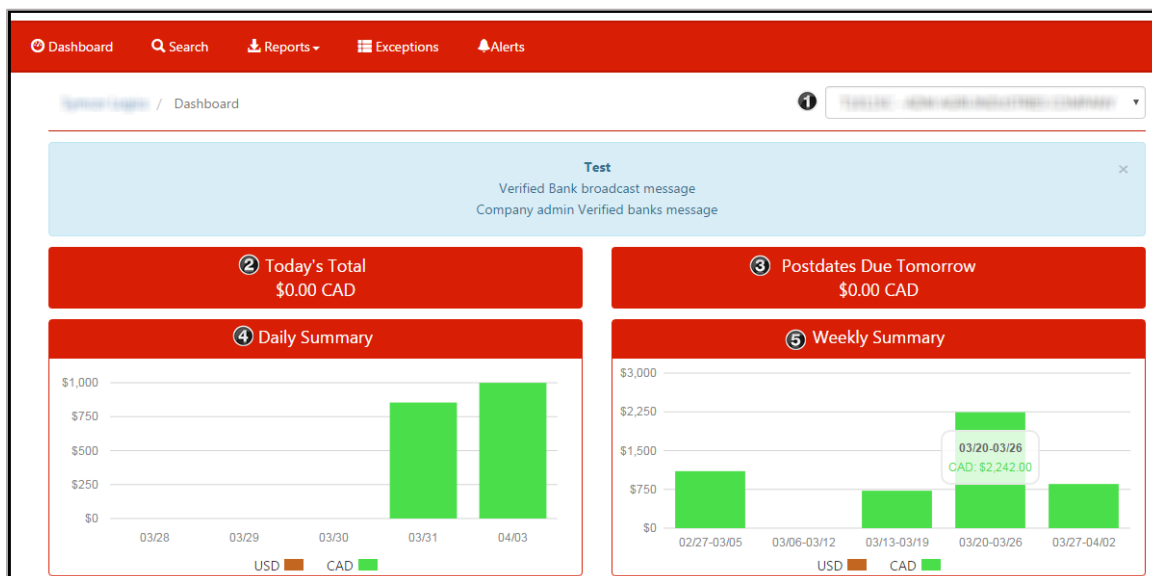 Dashboard Search Reports Exceptions Alerts
/ Dashboard
1
Test
×
Verified Bank broadcast message
Company admin Verified banks message
2 Today's Total
$0.00 CAD
3 Postdates Due Tomorrow
$0.00 CAD
4 Daily Summary
$1,000
$750
$500
$250
$0
03/28 03/29 03/30 03/31 04/03
USD CAD
5 Weekly Summary
$3,000
$2,250
$1,500
$750
$0
03/20-03/26
CAD: $2,242.00
02/27-03/05 03/06-03/12 03/13-03/19 03/20-03/26 03/27-04/02
USD CAD